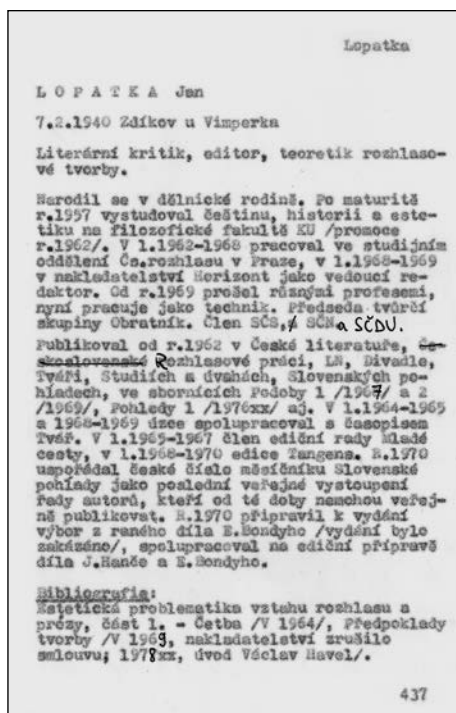 Lopatka
L O P A T K A Jan
7.2.1940 Zdíkov u Vimperka
Literární kritik, editor, teoretik rozhlaso-
vé tvorby.
Narodil se v dělnické rodině. Po maturitě
r.1957 vystudoval češtinu, historii a este-
tiku na filozofické fakultě KU /promoce
r.1962/. V l.1962-1968 pracoval ve studijním
oddělení Čs.rozhlasu v Praze, v l.1968-1969
v nakladatelství Horizont jako vedoucí re-
daktor. Od r.1969 prošel různými profesemi,
nyní pracuje jako technik. Předseda tvůrčí
skupiny Obratník. Člen SČS, SČN a SČDU.
Publikoval od r.1962 v České literatuře, Če-
skoslovenské Rozhlasové práci, LN, Divadle,
Tváři, Studiích a úvahách, Slovenských po-
hladech, ve sbornících Podoby 1 /1967/ a 2
/1969/, Pohledy 1 /1976xx/ aj. V l.1964-1965
a 1968-1969 úzce spolupracoval s časopisem
Tvář. V l.1965-1967 člen ediční rady Mladé
cesty, v l.1968-1970 edice Tangens. R.1970
uspořádal české číslo měsíčníku Slovenské
pohľady jako poslední veřejné vystoupení
řady autorů, kteří od té doby nemohou veřej-
ně publikovat. R.1970 připravil k vydání
výbor z raného díla E.Bondyho /vydání bylo
zakázáno/, spolupracoval na ediční přípravě
díla J.Hanče a E.Bondyho.
Bibliografie:
Estetická problematika vztahu rozhlasu a
prózy, část 1. - Četba /V 1964/, Předpoklady
tvorby /V 1969, nakladatelství zrušilo
smlouvu; 1978xx, úvod Václav Havel/.
437